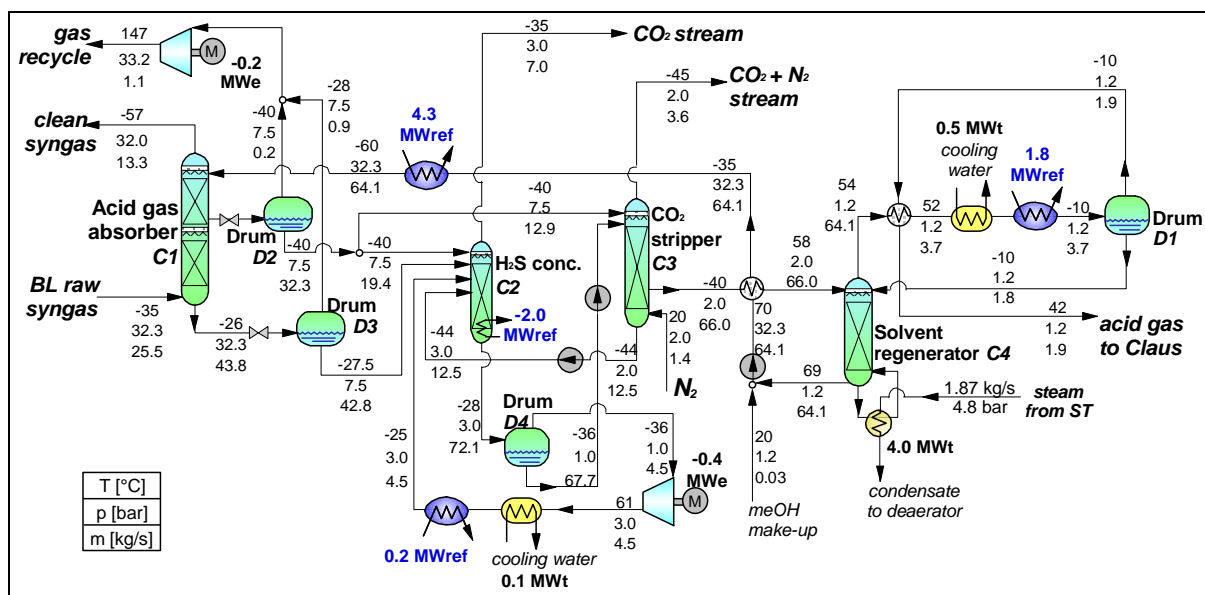 gas
recycle
147
33.2
1.1
M
-0.2
MWe
-28
7.5
0.9
-40
7.5
0.2
-35
3.0
7.0
CO₂ stream
-45
2.0
3.6
CO₂ + N₂
stream
-10
1.2
1.9
clean
syngas
-57
32.0
13.3
4.3
MWref
-60
32.3
64.1
-35
32.3
64.1
0.5 MWt
cooling
water
1.8
MWref
54
1.2
64.1
52
1.2
3.7
-10
1.2
3.7
Drum
D1
Acid gas
absorber
C1
Drum
D2
-40
7.5
32.3
-40
7.5
12.9
-40
7.5
19.4
CO₂
stripper
C3
H₂S conc.
C2
58
2.0
66.0
-10
1.2
1.8
BL raw
syngas
-35
32.3
25.5
-26
32.3
43.8
Drum
D3
-27.5
7.5
42.8
-2.0
MWref
-44
3.0
12.5
-44
2.0
12.5
-40
2.0
66.0
20
2.0
1.4
N₂
70
32.3
64.1
Solvent
regenerator C4
42
1.2
1.9
acid gas
to Claus
69
1.2
64.1
1.87 kg/s
4.8 bar
steam
from ST
4.0 MWt
condensate
to deaerator
20
1.2
0.03
meOH
make-up
-28
3.0
72.1
Drum
D4
-36
1.0
67.7
-36
1.0
4.5
-0.4
MWe
M
61
3.0
4.5
-25
3.0
4.5
0.2 MWref
cooling water
0.1 MWt
T [°C]
p [bar]
m [kg/s]